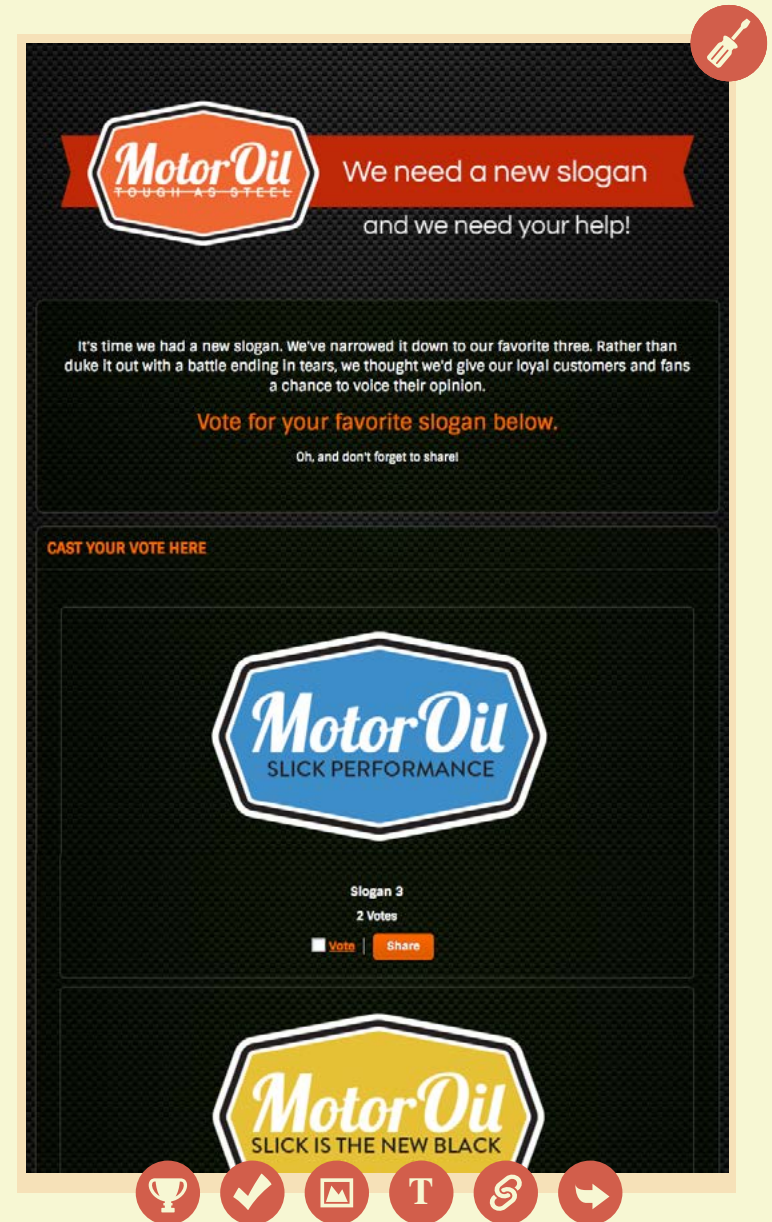 MotorOil
TOUGH AS STEEL
We need a new slogan
and we need your help!
It's time we had a new slogan. We've narrowed it down to our favorite three. Rather than
duke it out with a battle ending in tears, we thought we'd give our loyal customers and fans
a chance to voice their opinion.
Vote for your favorite slogan below.
Oh, and don't forget to share!
CAST YOUR VOTE HERE
MotorOil
SLICK PERFORMANCE
Slogan 3
2 Votes
Vote | Share
MotorOil
SLICK IS THE NEW BLACK
T